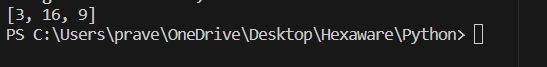 [3, 16, 9]
PS C:\Users\prave\OneDrive\Desktop\Hexaware\Python>